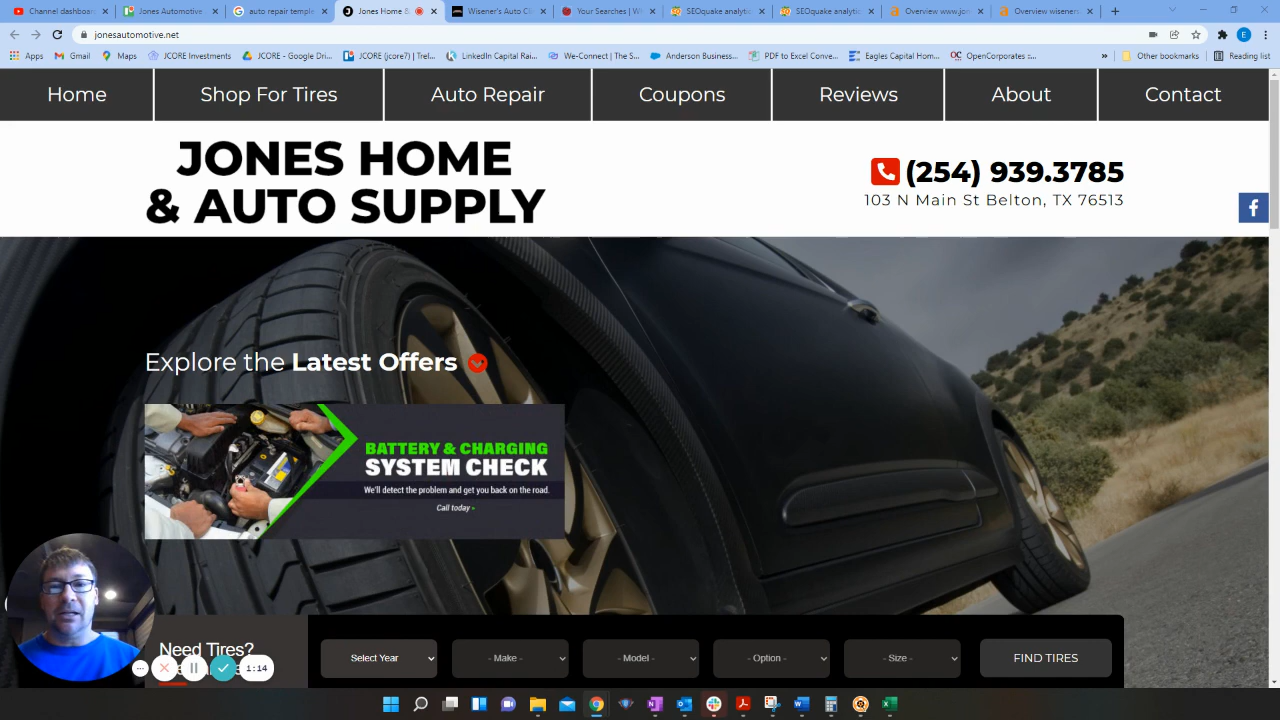 Channel dashboar
Jones Automotive
auto repair temple
Jones Home &
Wisener's Auto Cl
Your Searches | W
SEOquake analytic
SEOquake analytic
Overview www.jon
Overview wisener
jonesautomotive.net
E
Apps
Gmail
Maps
JCORE Investments
JCORE - Google Dri...
JCORE (jcore7) | Trel...
LinkedIn Capital Rai...
We-Connect | The S...
Anderson Business...
PDF to Excel Conve...
Eagles Capital Hom...
OpenCorporates ::...
»
Other bookmarks
Reading list
Home
Shop For Tires
Auto Repair
Coupons
Reviews
About
Contact
JONES HOME
& AUTO SUPPLY
(254) 939.3785
103 N Main St Belton, TX 76513
Explore the Latest Offers
BATTERY & CHARGING
SYSTEM CHECK
We'll detect the problem and get you back on the road.
Call today
Need Tires?
1:14
Select Year
- Make -
- Model -
- Option -
- Size -
FIND TIRES